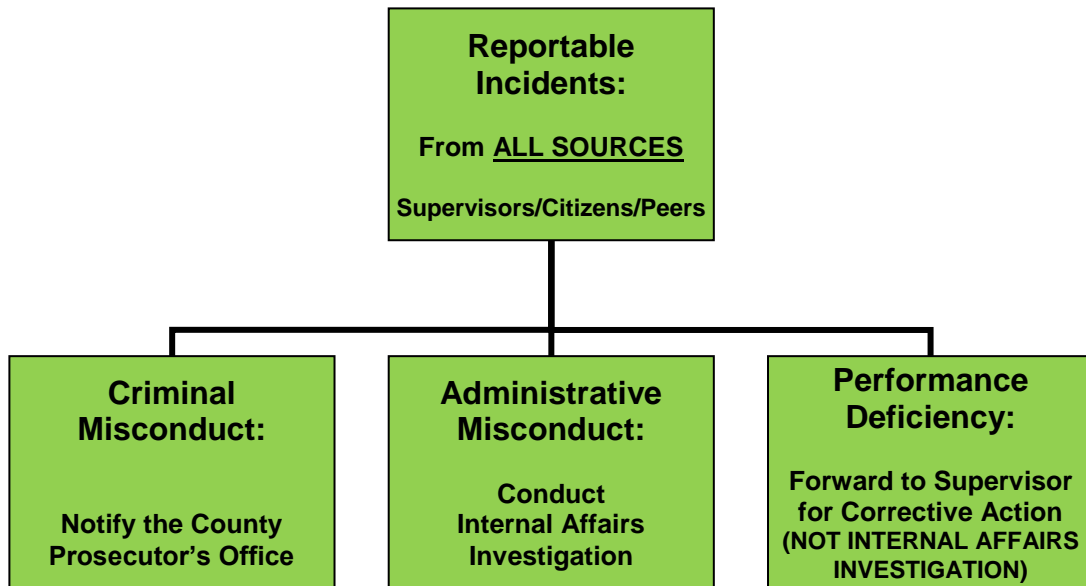 Reportable
Incidents:
From ALL SOURCES
Supervisors/Citizens/Peers
Criminal
Misconduct:
Notify the County
Prosecutor’s Office
Administrative
Misconduct:
Conduct
Internal Affairs
Investigation
Performance
Deficiency:
Forward to Supervisor
for Corrective Action
(NOT INTERNAL AFFAIRS
INVESTIGATION)